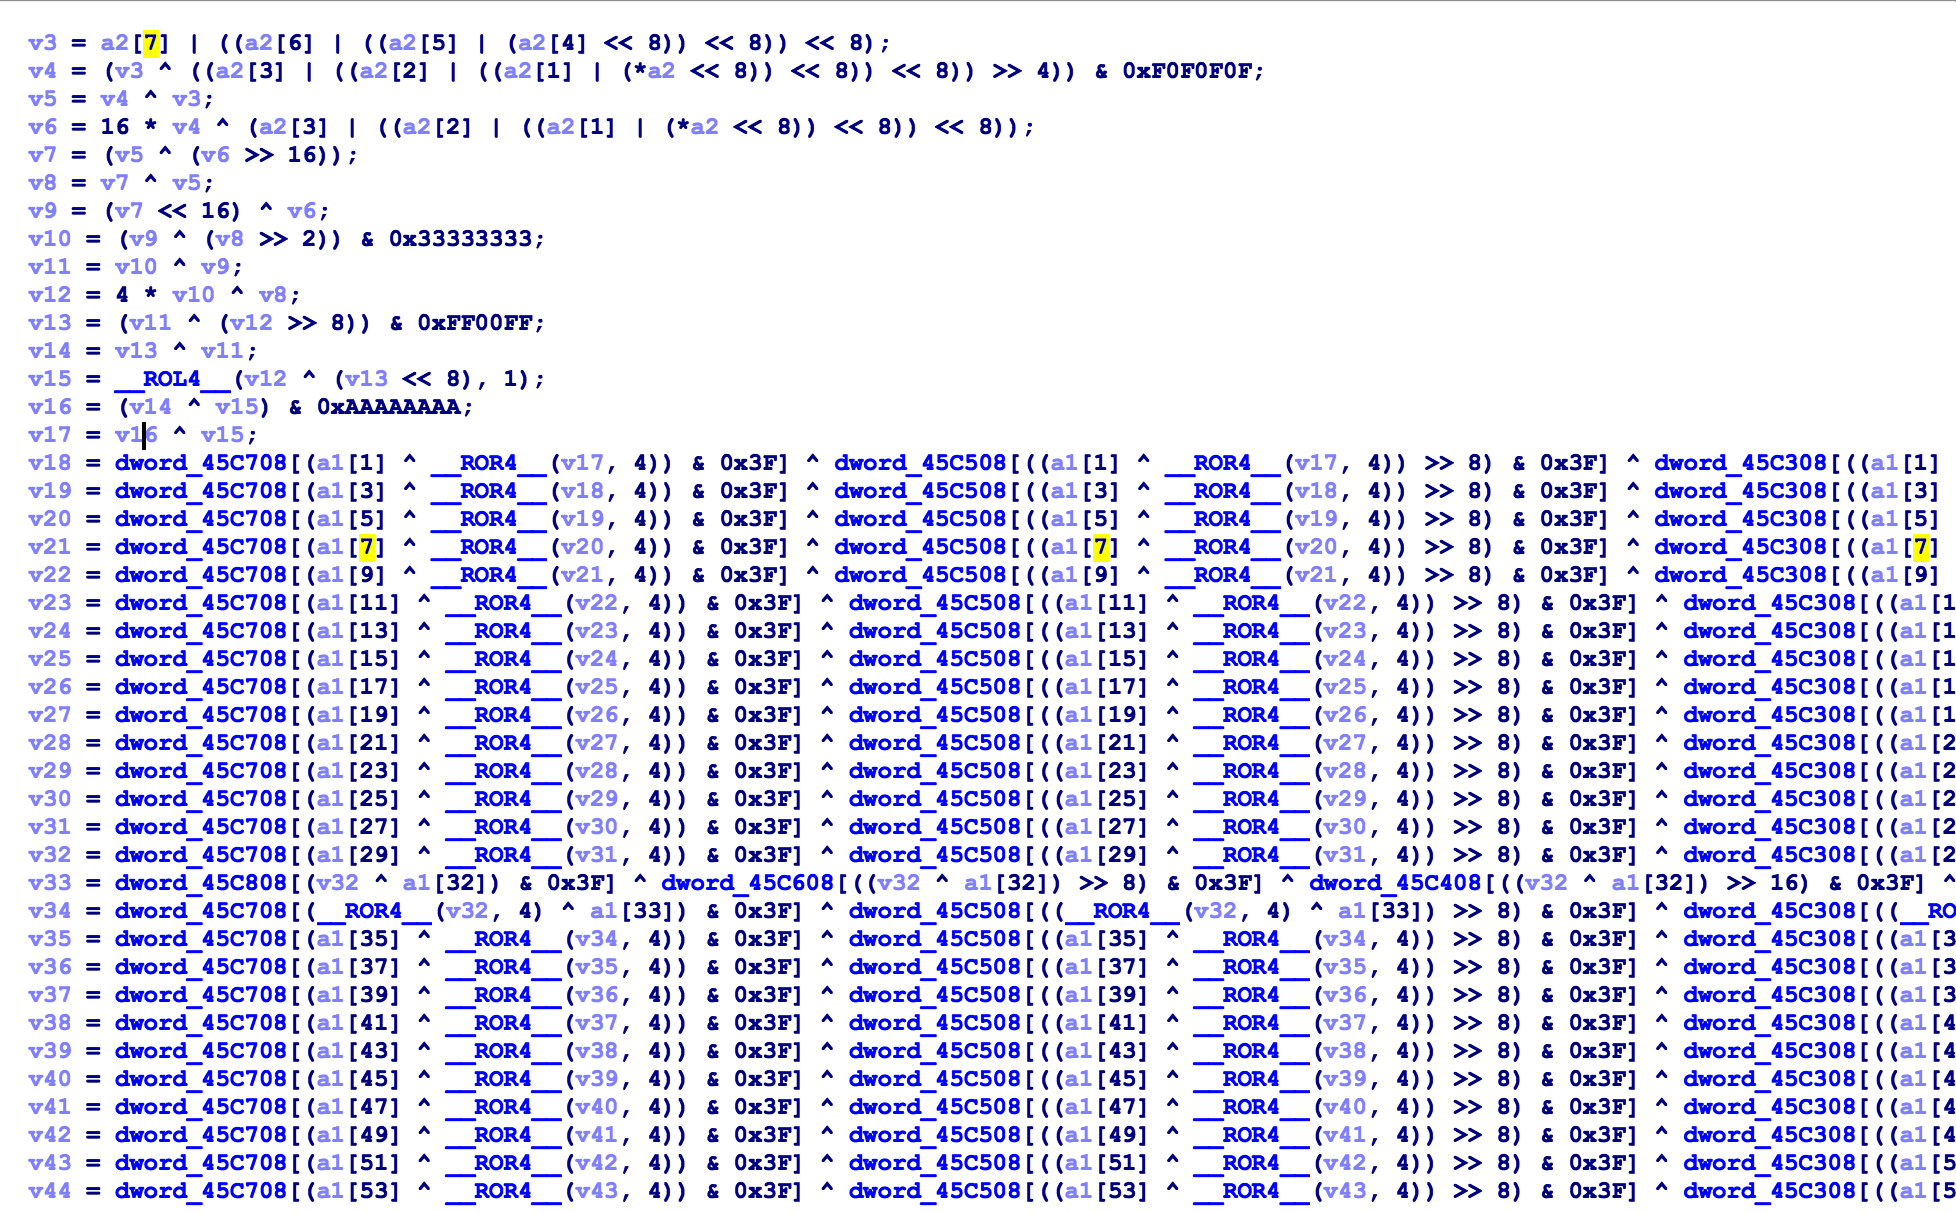 v3 = a2[7] | ((a2[6] | ((a2[5] | (a2[4] << 8)) << 8)) << 8);
v4 = (v3 ^ ((a2[3] | ((a2[2] | ((a2[1] | (*a2 << 8)) << 8)) << 8)) >> 4)) & 0xF0F0F0F;
v5 = v4 ^ v3;
v6 = 16 * v4 ^ (a2[3] | ((a2[2] | ((a2[1] | (*a2 << 8)) << 8)) << 8));
v7 = (v5 ^ (v6 >> 16));
v8 = v7 ^ v5;
v9 = (v7 << 16) ^ v6;
v10 = (v9 ^ (v8 >> 2)) & 0x33333333;
v11 = v10 ^ v9;
v12 = 4 * v10 ^ v8;
v13 = (v11 ^ (v12 >> 8)) & 0xFF00FF;
v14 = v13 ^ v11;
v15 = __ROL4__(v12 ^ (v13 << 8), 1);
v16 = (v14 ^ v15) & 0xAAAAAAAA;
v17 = v16 ^ v15;
v18 = dword_45C708[(a1[1] ^ __ROR4__(v17, 4)) & 0x3F] ^ dword_45C508[((a1[1] ^ __ROR4__(v17, 4)) >> 8) & 0x3F] ^ dword_45C308[((a1[1]
v19 = dword_45C708[(a1[3] ^ __ROR4__(v18, 4)) & 0x3F] ^ dword_45C508[((a1[3] ^ __ROR4__(v18, 4)) >> 8) & 0x3F] ^ dword_45C308[((a1[3]
v20 = dword_45C708[(a1[5] ^ __ROR4__(v19, 4)) & 0x3F] ^ dword_45C508[((a1[5] ^ __ROR4__(v19, 4)) >> 8) & 0x3F] ^ dword_45C308[((a1[5]
v21 = dword_45C708[(a1[7] ^ __ROR4__(v20, 4)) & 0x3F] ^ dword_45C508[((a1[7] ^ __ROR4__(v20, 4)) >> 8) & 0x3F] ^ dword_45C308[((a1[7]
v22 = dword_45C708[(a1[9] ^ __ROR4__(v21, 4)) & 0x3F] ^ dword_45C508[((a1[9] ^ __ROR4__(v21, 4)) >> 8) & 0x3F] ^ dword_45C308[((a1[9]
v23 = dword_45C708[(a1[11] ^ __ROR4__(v22, 4)) & 0x3F] ^ dword_45C508[((a1[11] ^ __ROR4__(v22, 4)) >> 8) & 0x3F] ^ dword_45C308[((a1[1
v24 = dword_45C708[(a1[13] ^ __ROR4__(v23, 4)) & 0x3F] ^ dword_45C508[((a1[13] ^ __ROR4__(v23, 4)) >> 8) & 0x3F] ^ dword_45C308[((a1[1
v25 = dword_45C708[(a1[15] ^ __ROR4__(v24, 4)) & 0x3F] ^ dword_45C508[((a1[15] ^ __ROR4__(v24, 4)) >> 8) & 0x3F] ^ dword_45C308[((a1[1
v26 = dword_45C708[(a1[17] ^ __ROR4__(v25, 4)) & 0x3F] ^ dword_45C508[((a1[17] ^ __ROR4__(v25, 4)) >> 8) & 0x3F] ^ dword_45C308[((a1[1
v27 = dword_45C708[(a1[19] ^ __ROR4__(v26, 4)) & 0x3F] ^ dword_45C508[((a1[19] ^ __ROR4__(v26, 4)) >> 8) & 0x3F] ^ dword_45C308[((a1[1
v28 = dword_45C708[(a1[21] ^ __ROR4__(v27, 4)) & 0x3F] ^ dword_45C508[((a1[21] ^ __ROR4__(v27, 4)) >> 8) & 0x3F] ^ dword_45C308[((a1[2
v29 = dword_45C708[(a1[23] ^ __ROR4__(v28, 4)) & 0x3F] ^ dword_45C508[((a1[23] ^ __ROR4__(v28, 4)) >> 8) & 0x3F] ^ dword_45C308[((a1[2
v30 = dword_45C708[(a1[25] ^ __ROR4__(v29, 4)) & 0x3F] ^ dword_45C508[((a1[25] ^ __ROR4__(v29, 4)) >> 8) & 0x3F] ^ dword_45C308[((a1[2
v31 = dword_45C708[(a1[27] ^ __ROR4__(v30, 4)) & 0x3F] ^ dword_45C508[((a1[27] ^ __ROR4__(v30, 4)) >> 8) & 0x3F] ^ dword_45C308[((a1[2
v32 = dword_45C708[(a1[29] ^ __ROR4__(v31, 4)) & 0x3F] ^ dword_45C508[((a1[29] ^ __ROR4__(v31, 4)) >> 8) & 0x3F] ^ dword_45C308[((a1[2
v33 = dword_45C808[(v32 ^ a1[32]) & 0x3F] ^ dword_45C608[((v32 ^ a1[32]) >> 8) & 0x3F] ^ dword_45C408[((v32 ^ a1[32]) >> 16) & 0x3F] ^
v34 = dword_45C708[(__ROR4__(v32, 4) ^ a1[33]) & 0x3F] ^ dword_45C508[((__ROR4__(v32, 4) ^ a1[33]) >> 8) & 0x3F] ^ dword_45C308[((__RO
v35 = dword_45C708[(a1[35] ^ __ROR4__(v34, 4)) & 0x3F] ^ dword_45C508[((a1[35] ^ __ROR4__(v34, 4)) >> 8) & 0x3F] ^ dword_45C308[((a1[3
v36 = dword_45C708[(a1[37] ^ __ROR4__(v35, 4)) & 0x3F] ^ dword_45C508[((a1[37] ^ __ROR4__(v35, 4)) >> 8) & 0x3F] ^ dword_45C308[((a1[3
v37 = dword_45C708[(a1[39] ^ __ROR4__(v36, 4)) & 0x3F] ^ dword_45C508[((a1[39] ^ __ROR4__(v36, 4)) >> 8) & 0x3F] ^ dword_45C308[((a1[3
v38 = dword_45C708[(a1[41] ^ __ROR4__(v37, 4)) & 0x3F] ^ dword_45C508[((a1[41] ^ __ROR4__(v37, 4)) >> 8) & 0x3F] ^ dword_45C308[((a1[4
v39 = dword_45C708[(a1[43] ^ __ROR4__(v38, 4)) & 0x3F] ^ dword_45C508[((a1[43] ^ __ROR4__(v38, 4)) >> 8) & 0x3F] ^ dword_45C308[((a1[4
v40 = dword_45C708[(a1[45] ^ __ROR4__(v39, 4)) & 0x3F] ^ dword_45C508[((a1[45] ^ __ROR4__(v39, 4)) >> 8) & 0x3F] ^ dword_45C308[((a1[4
v41 = dword_45C708[(a1[47] ^ __ROR4__(v40, 4)) & 0x3F] ^ dword_45C508[((a1[47] ^ __ROR4__(v40, 4)) >> 8) & 0x3F] ^ dword_45C308[((a1[4
v42 = dword_45C708[(a1[49] ^ __ROR4__(v41, 4)) & 0x3F] ^ dword_45C508[((a1[49] ^ __ROR4__(v41, 4)) >> 8) & 0x3F] ^ dword_45C308[((a1[4
v43 = dword_45C708[(a1[51] ^ __ROR4__(v42, 4)) & 0x3F] ^ dword_45C508[((a1[51] ^ __ROR4__(v42, 4)) >> 8) & 0x3F] ^ dword_45C308[((a1[5
v44 = dword_45C708[(a1[53] ^ __ROR4__(v43, 4)) & 0x3F] ^ dword_45C508[((a1[53] ^ __ROR4__(v43, 4)) >> 8) & 0x3F] ^ dword_45C308[((a1[5